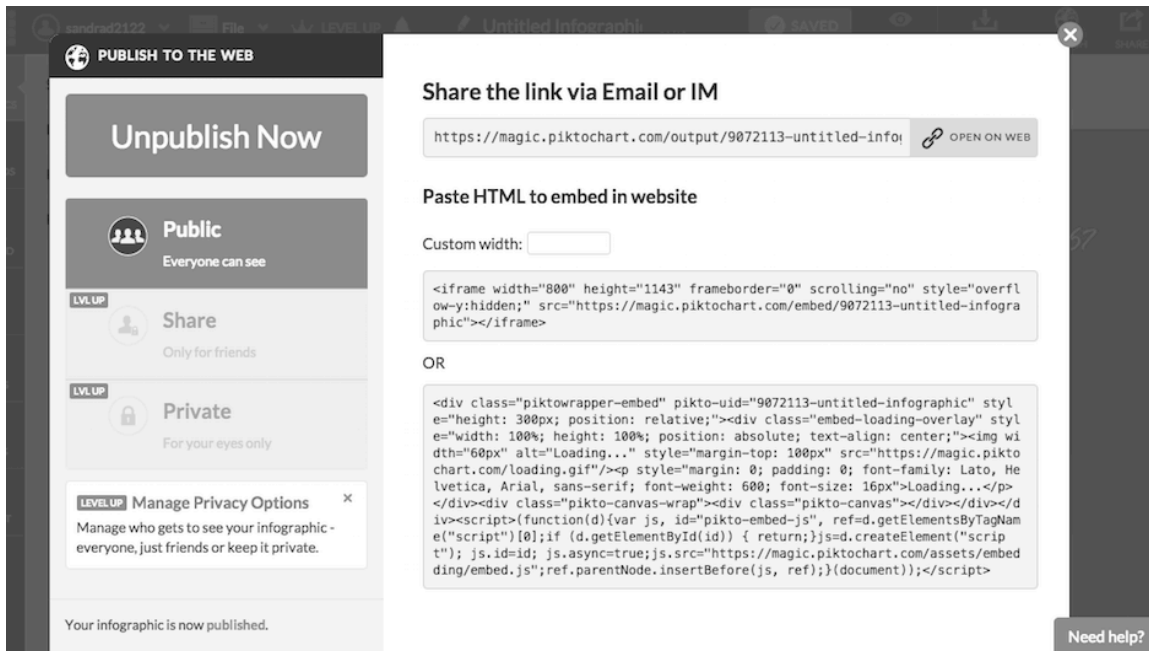 sandrad2122 File LEVEL UP Untitled Infographic SAVED
SHARE
PUBLISH TO THE WEB
Unpublish Now
Public
Everyone can see
LVL UP
Share
Only for friends
LVL UP
Private
For your eyes only
LEVEL UP Manage Privacy Options ×
Manage who gets to see your infographic -
everyone, just friends or keep it private.
Your infographic is now published.
Share the link via Email or IM
https://magic.piktochart.com/output/9072113-untitled-infog OPEN ON WEB
Paste HTML to embed in website
Custom width:
<iframe width="800" height="1143" frameborder="0" scrolling="no" style="overfl
ow-y:hidden;" src="https://magic.piktochart.com/embed/9072113-untitled-infogra
phic"></iframe>
OR
<div class="piktowrapper-embed" pikto-uid="9072113-untitled-infographic" styl
e="height: 300px; position: relative;"><div class="embed-loading-overlay" styl
e="width: 100%; height: 100%; position: absolute; text-align: center;"><img wi
dth="60px" alt="Loading..." style="margin-top: 100px" src="https://magic.pikto
chart.com/loading.gif"/><p style="margin: 0; padding: 0; font-family: Lato, He
lvetica, Arial, sans-serif; font-weight: 600; font-size: 16px">Loading...</p>
</div><div class="pikto-canvas-wrap"><div class="pikto-canvas"></div></div></d
iv><script>(function(d){var js, id="pikto-embed-js", ref=d.getElementsByTagNam
e("script")[0];if (d.getElementById(id)) { return;}js=d.createElement("scrip
t"); js.id=id; js.async=true;js.src="https://magic.piktochart.com/assets/embed
ding/embed.js";ref.parentNode.insertBefore(js, ref);}(document));</script>
Need help?